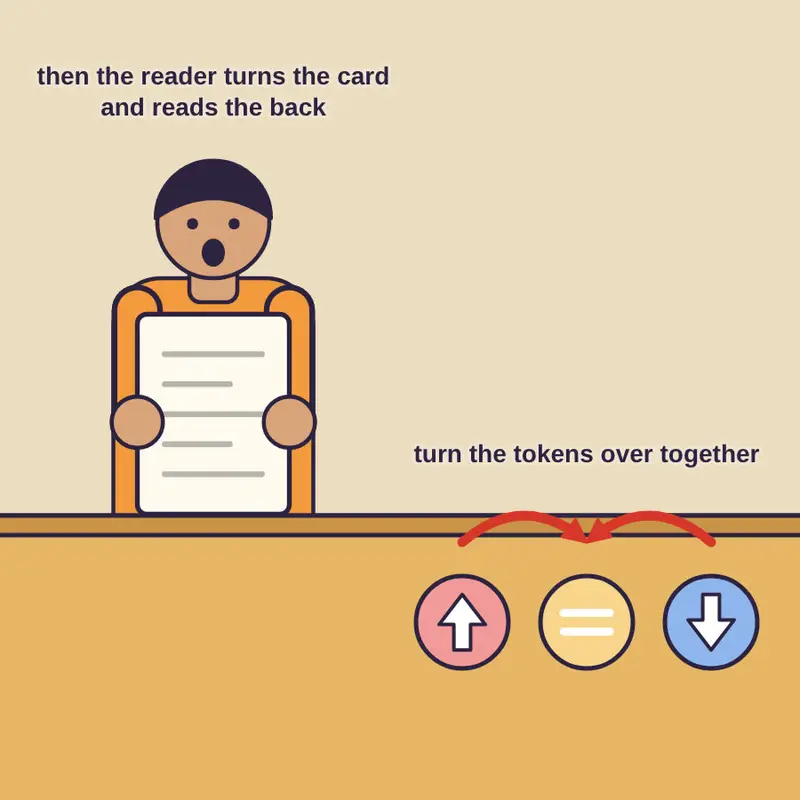 then the reader turns the card
and reads the back
turn the tokens over together